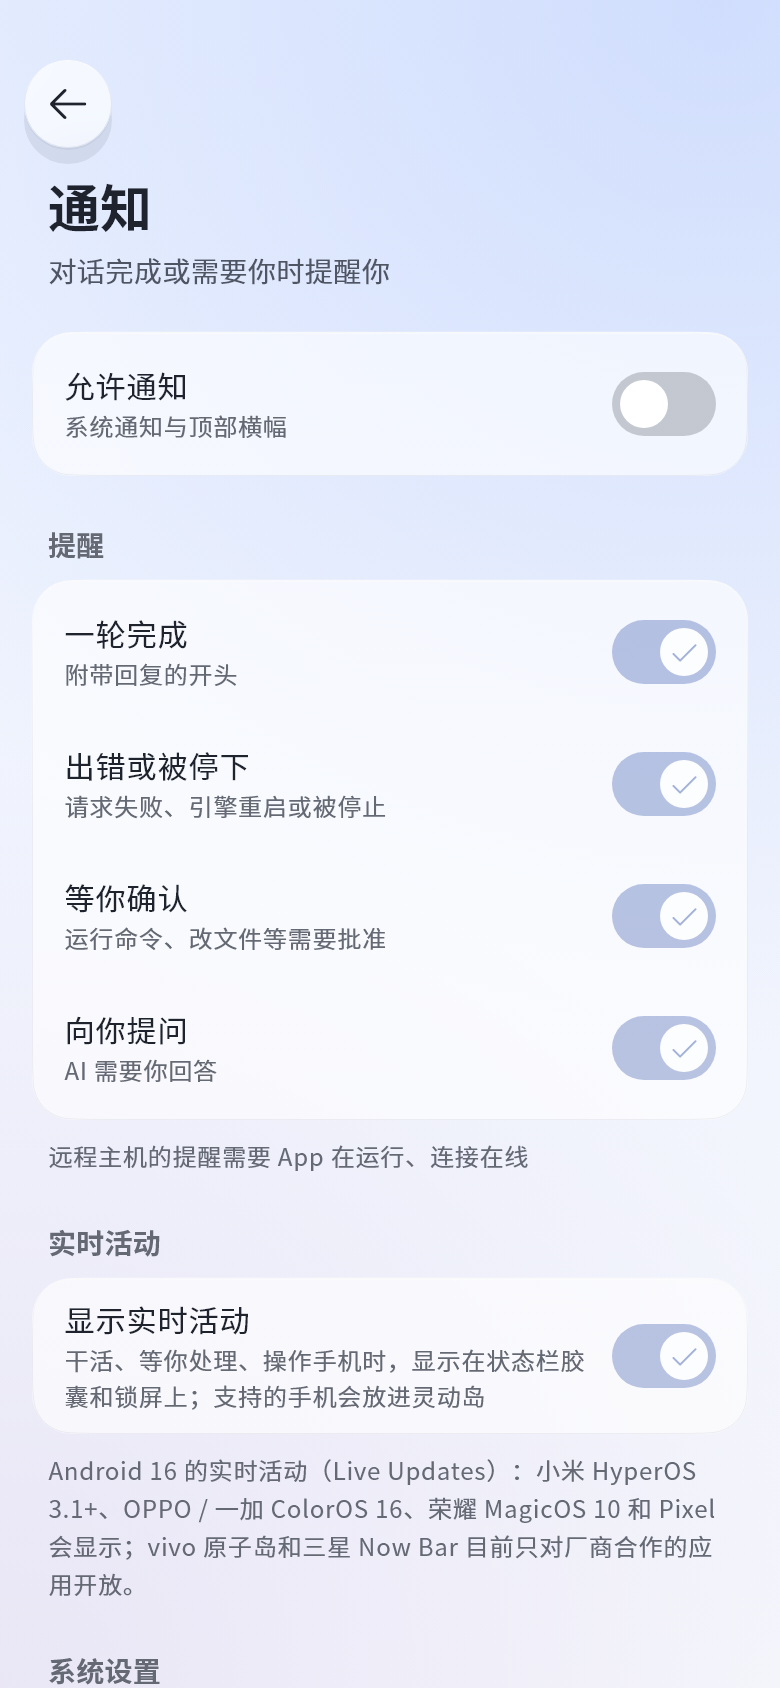 通知
对话完成或需要你时提醒你
允许通知
系统通知与顶部横幅
提醒
一轮完成
附带回复的开头
出错或被停下
请求失败、引擎重启或被停止
等你确认
运行命令、改文件等需要批准
向你提问
AI 需要你回答
远程主机的提醒需要 App 在运行、连接在线
实时活动
显示实时活动
干活、等你处理、操作手机时，显示在状态栏胶
囊和锁屏上；支持的手机会放进灵动岛
Android 16 的实时活动（Live Updates）：小米 HyperOS
3.1+、OPPO / 一加 ColorOS 16、荣耀 MagicOS 10 和 Pixel
会显示；vivo 原子岛和三星 Now Bar 目前只对厂商合作的应
用开放。
系统设置